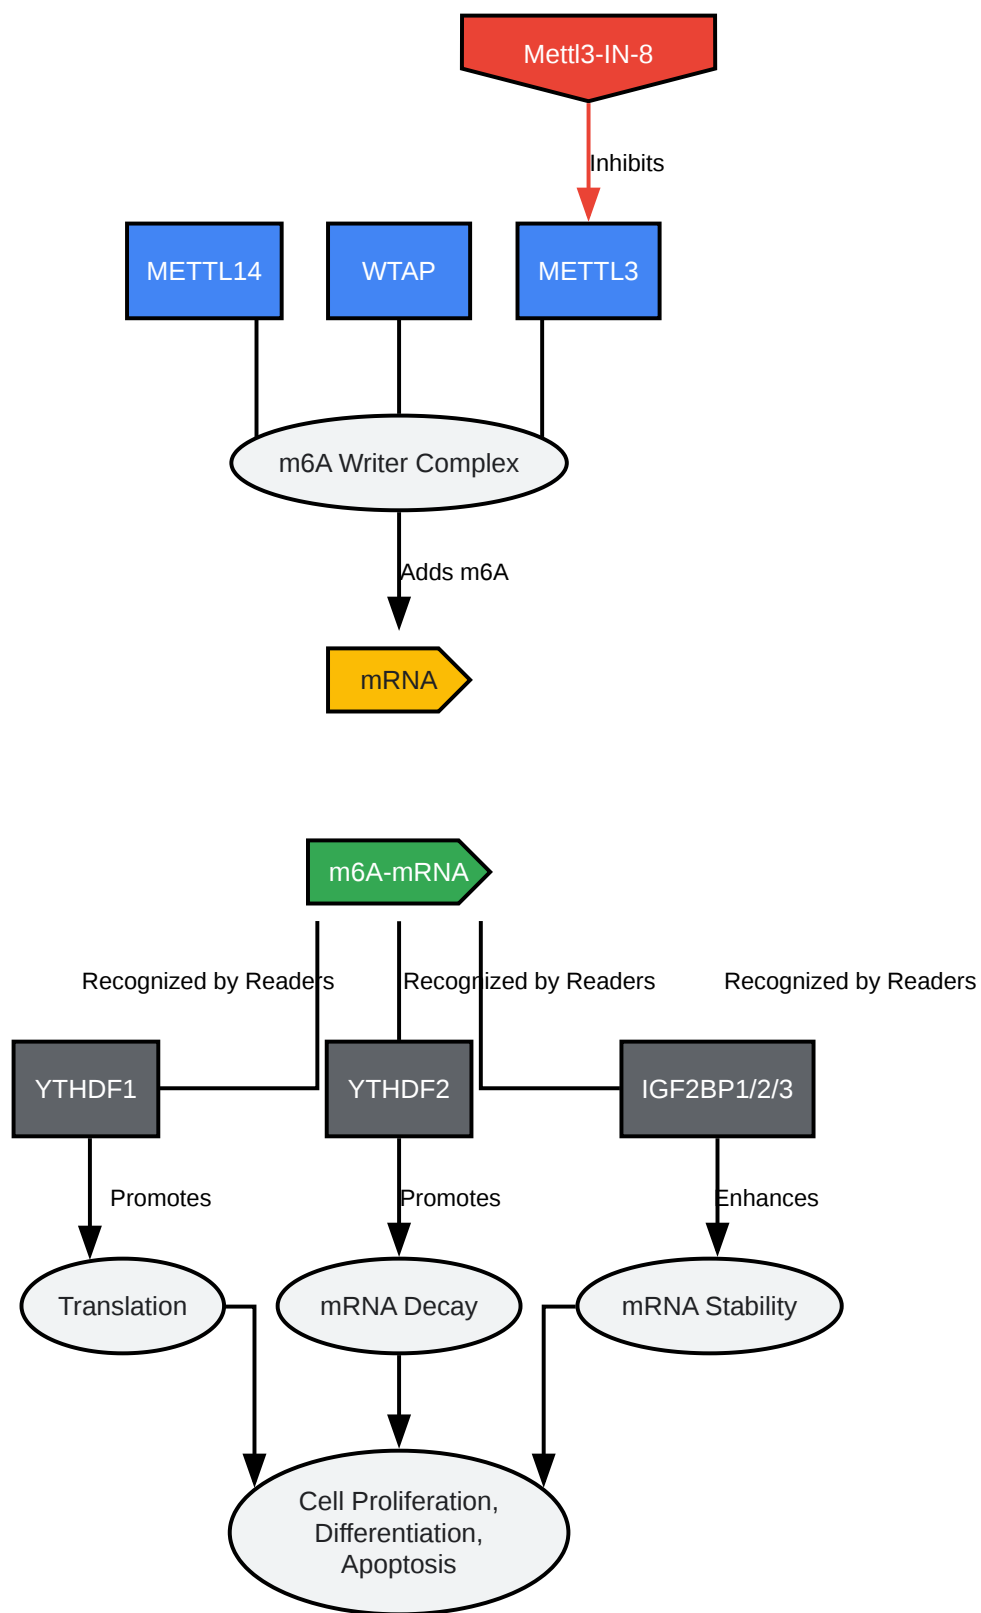 Mettl3-IN-8
Inhibits
METTL14
WTAP
METTL3
m6A Writer Complex
Adds m6A
mRNA
m6A-mRNA
Recognized by Readers
Recognized by Readers
Recognized by Readers
YTHDF1
YTHDF2
IGF2BP1/2/3
Promotes
Promotes
Enhances
Translation
mRNA Decay
mRNA Stability
Cell Proliferation,
Differentiation,
Apoptosis